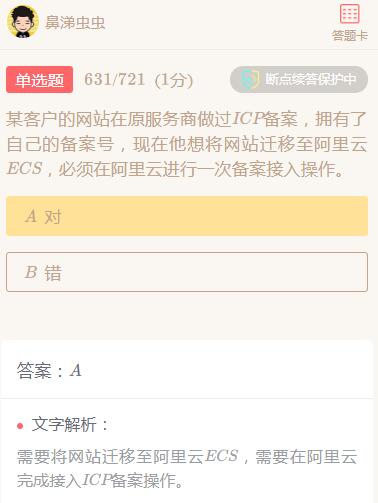 鼻涕虫虫
答题卡
单选题 631/721 (1分) 断点续答保护中
某客户的网站在原服务商做过ICP备案，拥有了
自己的备案号，现在他想将网站迁移至阿里云
ECS，必须在阿里云进行一次备案接入操作。
A 对
B 错
答案：A
文字解析：
需要将网站迁移至阿里云ECS，需要在阿里云
完成接入ICP备案操作。